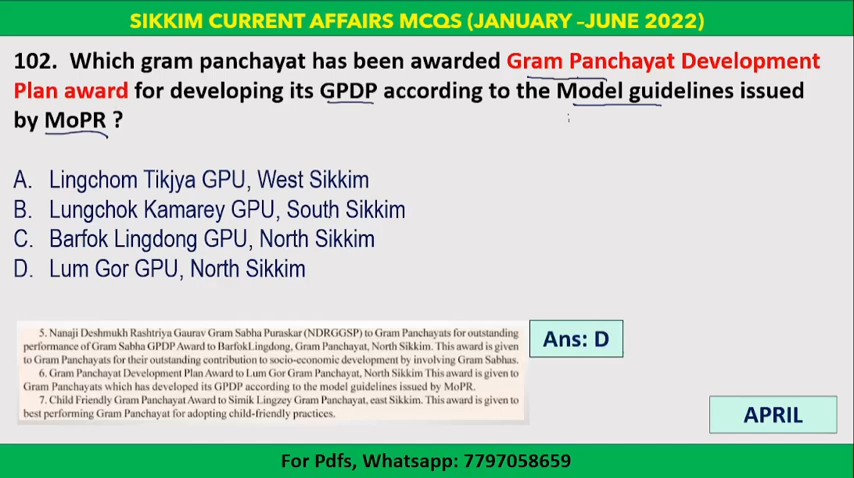 SIKKIM CURRENT AFFAIRS MCQS (JANUARY –JUNE 2022)
102. Which gram panchayat has been awarded Gram Panchayat Development
Plan award for developing its GPDP according to the Model guidelines issued
by MoPR ?
A. Lingchom Tikjya GPU, West Sikkim
B. Lungchok Kamarey GPU, South Sikkim
C. Barfok Lingdong GPU, North Sikkim
D. Lum Gor GPU, North Sikkim
5. Nanaji Deshmukh Rashtriya Gaurav Gram Sabha Puraskar (NDRGGSP) to Gram Panchayats for outstanding
performance of Gram Sabha GPDP Award to BarfokLingdong, Gram Panchayat, North Sikkim. This award is given
to Gram Panchayats for their outstanding contribution to socio-economic development by involving Gram Sabhas.
6. Gram Panchayat Development Plan Award to Lum Gor Gram Panchayat, North Sikkim This award is given to
Gram Panchayats which has developed its GPDP according to the model guidelines issued by MoPR.
7. Child Friendly Gram Panchayat Award to Simik Lingzey Gram Panchayat, east Sikkim. This award is given to
best performing Gram Panchayat for adopting child-friendly practices.
Ans: D
APRIL
For Pdfs, Whatsapp: 7797058659